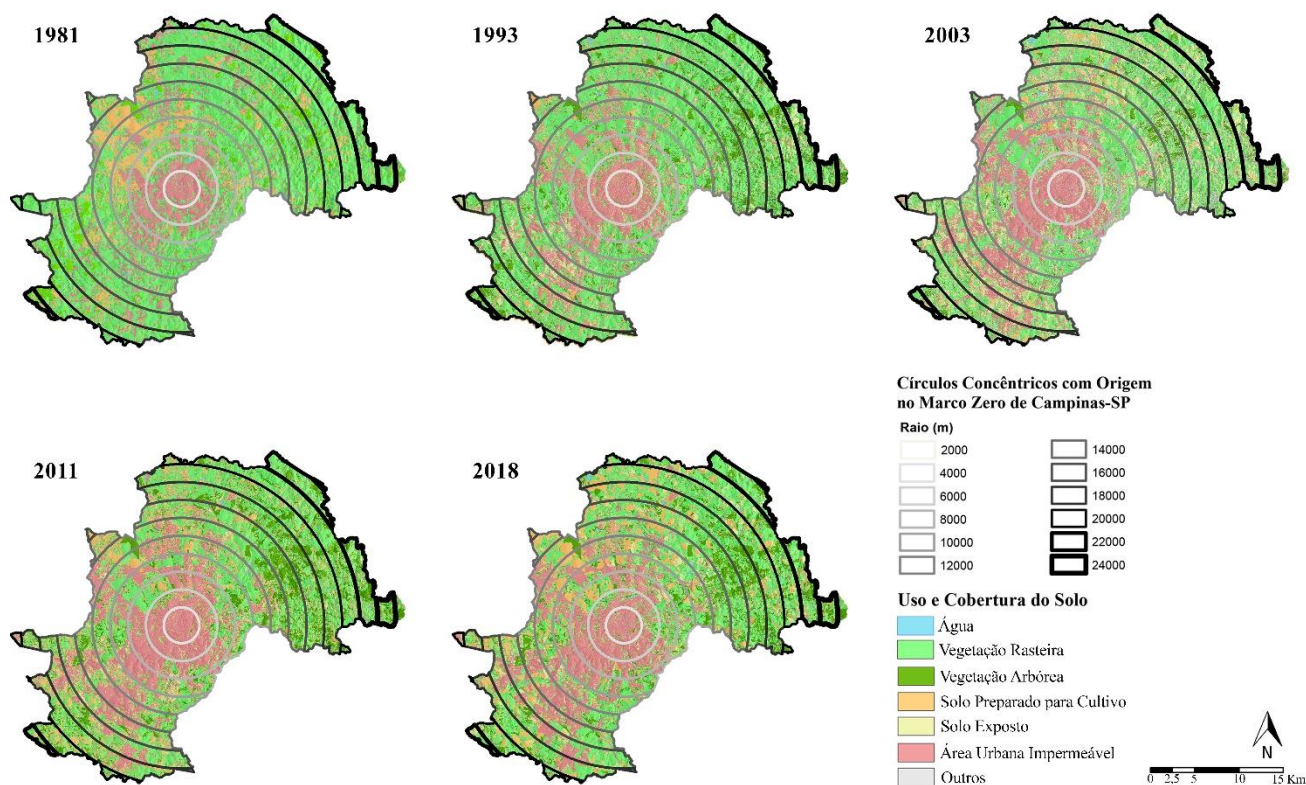 1981
1993
2003
2011
2018
Círculos Concêntricos com Origem
no Marco Zero de Campinas-SP
Raio (m)
2000
4000
6000
8000
10000
12000
14000
16000
18000
20000
22000
24000
Uso e Cobertura do Solo
Água
Vegetação Rasteira
Vegetação Arbórea
Solo Preparado para Cultivo
Solo Exposto
Área Urbana Impermeável
Outros
N
0 2,5 5 10 15 Km